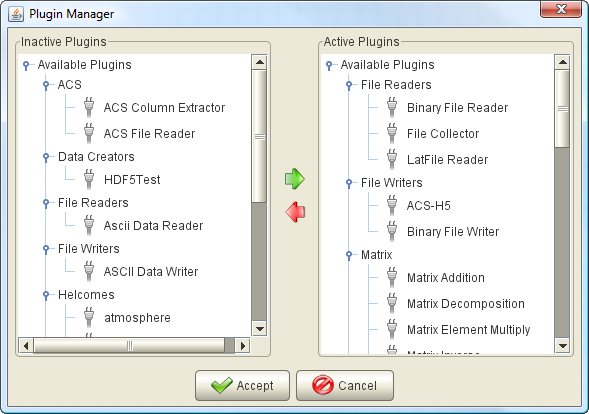 Plugin Manager
Inactive Plugins
Available Plugins
ACS
ACS Column Extractor
ACS File Reader
Data Creators
HDF5Test
File Readers
Ascii Data Reader
File Writers
ASCII Data Writer
Helcomes
atmosphere
Active Plugins
Available Plugins
File Readers
Binary File Reader
File Collector
LatFile Reader
File Writers
ACS-H5
Binary File Writer
Matrix
Matrix Addition
Matrix Decomposition
Matrix Element Multiply
Matrix Inverse
Accept
Cancel